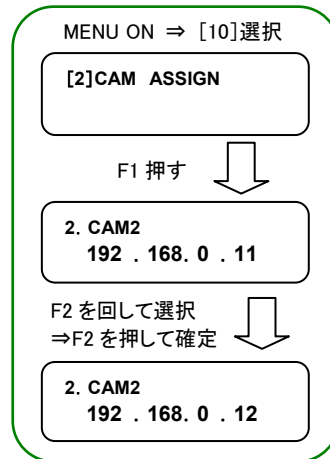 MENU ON ⇒ [10]選択
[2]CAM ASSIGN
F1 押す
2. CAM2
192 . 168. 0 . 11
F2 を回して選択
⇒F2 を押して確定
2. CAM2
192 . 168. 0 . 12